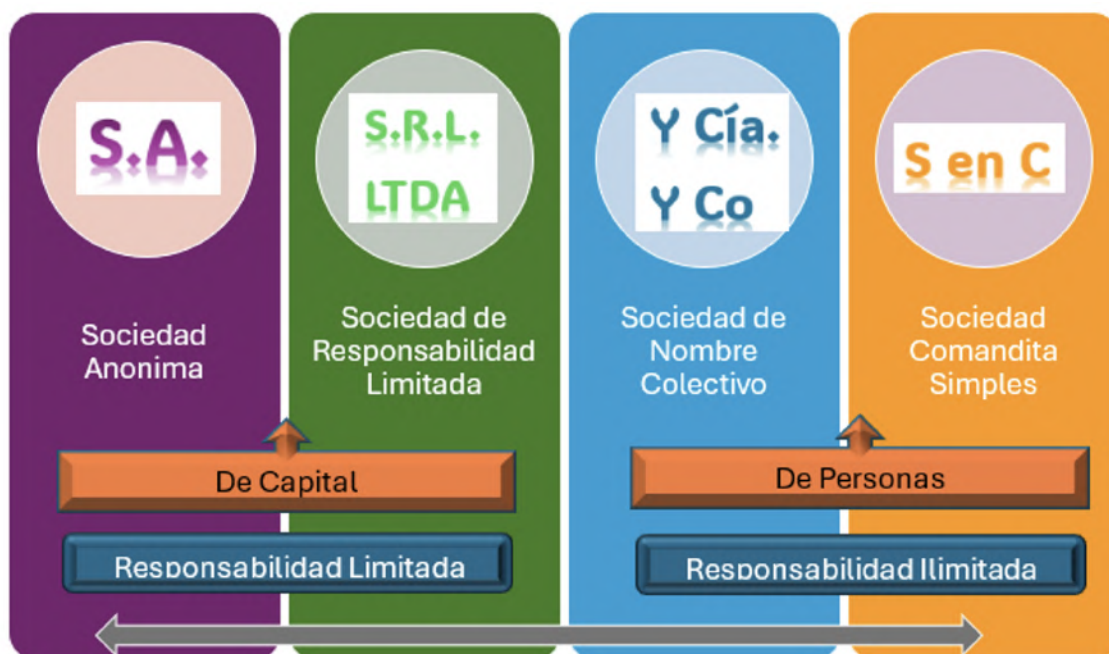 S.A.
S.R.L.
LTDA
Y Cía.
Y Co
S en C
Sociedad
Anonima
Sociedad de
Responsabilidad
Limitada
Sociedad de
Nombre
Colectivo
Sociedad
Comandita
Simples
De Capital
De Personas
Responsabilidad Limitada
Responsabilidad Ilimitada